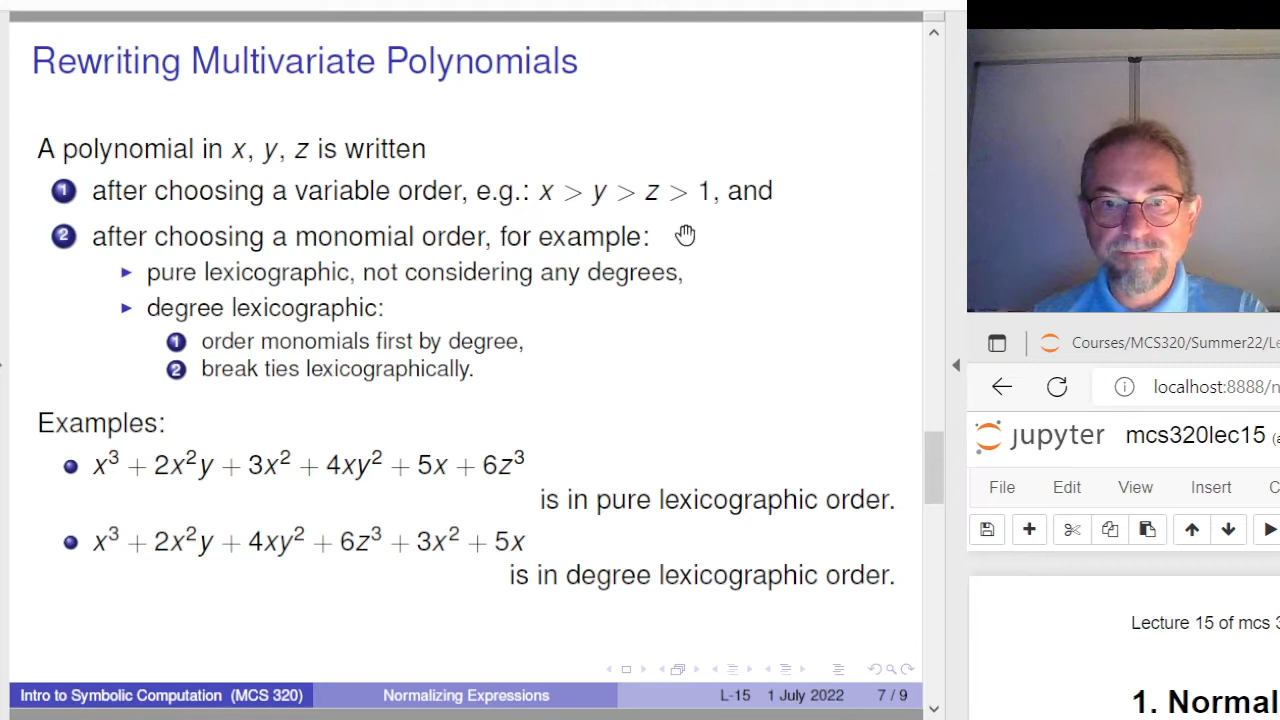 Rewriting Multivariate Polynomials
A polynomial in x, y, z is written
1 after choosing a variable order, e.g.: x > y > z > 1, and
2 after choosing a monomial order, for example:
pure lexicographic, not considering any degrees,
degree lexicographic:
1 order monomials first by degree,
2 break ties lexicographically.
Examples:
x³ + 2x²y + 3x² + 4xy² + 5x + 6z³
is in pure lexicographic order.
x³ + 2x²y + 4xy² + 6z³ + 3x² + 5x
is in degree lexicographic order.
Intro to Symbolic Computation (MCS 320) Normalizing Expressions L-15 1 July 2022 7 / 9
Courses/MCS320/Summer22/Le
localhost:8888/n
jupyter mcs320lec15
File Edit View Insert
Lecture 15 of mcs 3
1. Normal